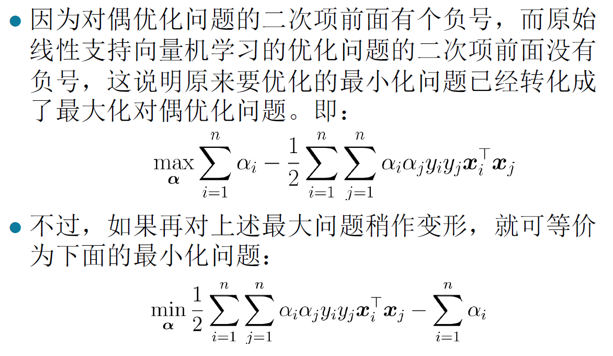 ● 因为对偶优化问题的二次项前面有个负号，而原始
线性支持向量机学习的优化问题的二次项前面没有
负号，这说明原来要优化的最小化问题已经转化成
了最大化对偶优化问题。即：
$\max_{\boldsymbol{\alpha}} \sum_{i=1}^{n} \alpha_i - \frac{1}{2} \sum_{i=1}^{n} \sum_{j=1}^{n} \alpha_i \alpha_j y_i y_j \boldsymbol{x}_i^\top \boldsymbol{x}_j$
● 不过，如果再对上述最大问题稍作变形，就可等价
为下面的最小化问题：
$\min_{\boldsymbol{\alpha}} \frac{1}{2} \sum_{i=1}^{n} \sum_{j=1}^{n} \alpha_i \alpha_j y_i y_j \boldsymbol{x}_i^\top \boldsymbol{x}_j - \sum_{i=1}^{n} \alpha_i$